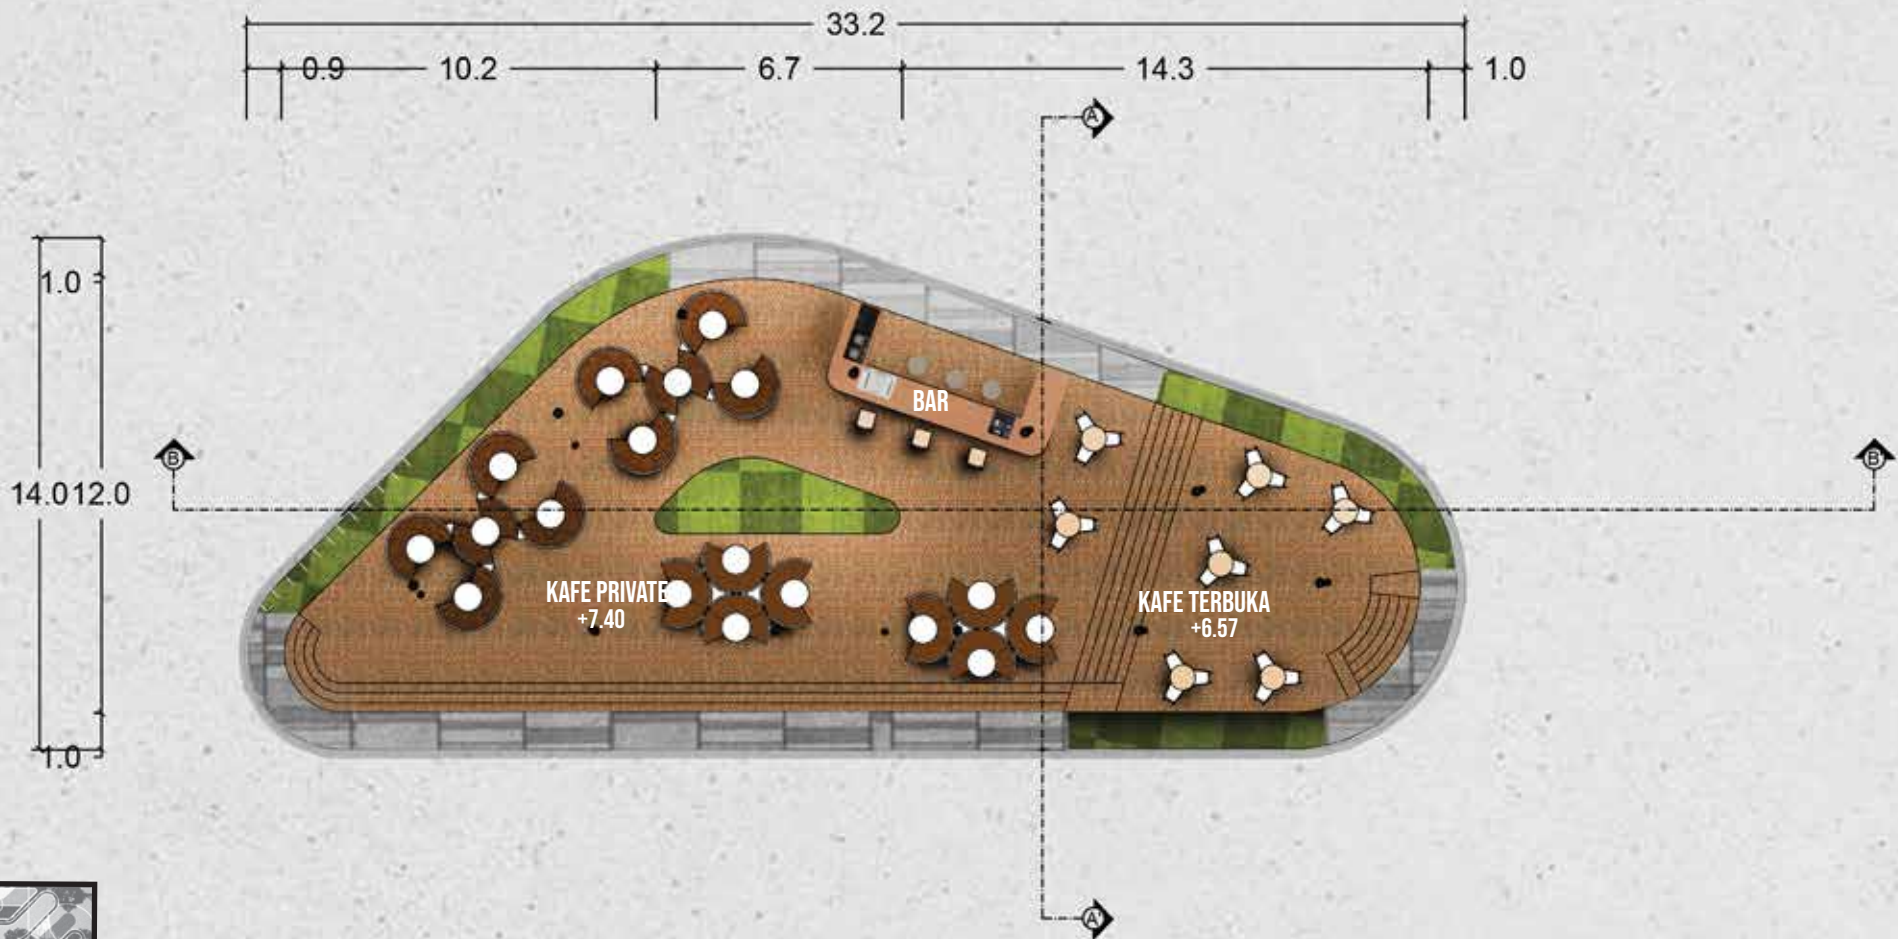 33.2
0.9 10.2 6.7 14.3 1.0
A
1.0
BAR
B B'
14.0 12.0
KAFE PRIVATE
+7.40
KAFE TERBUKA
+6.57
1.0
A'